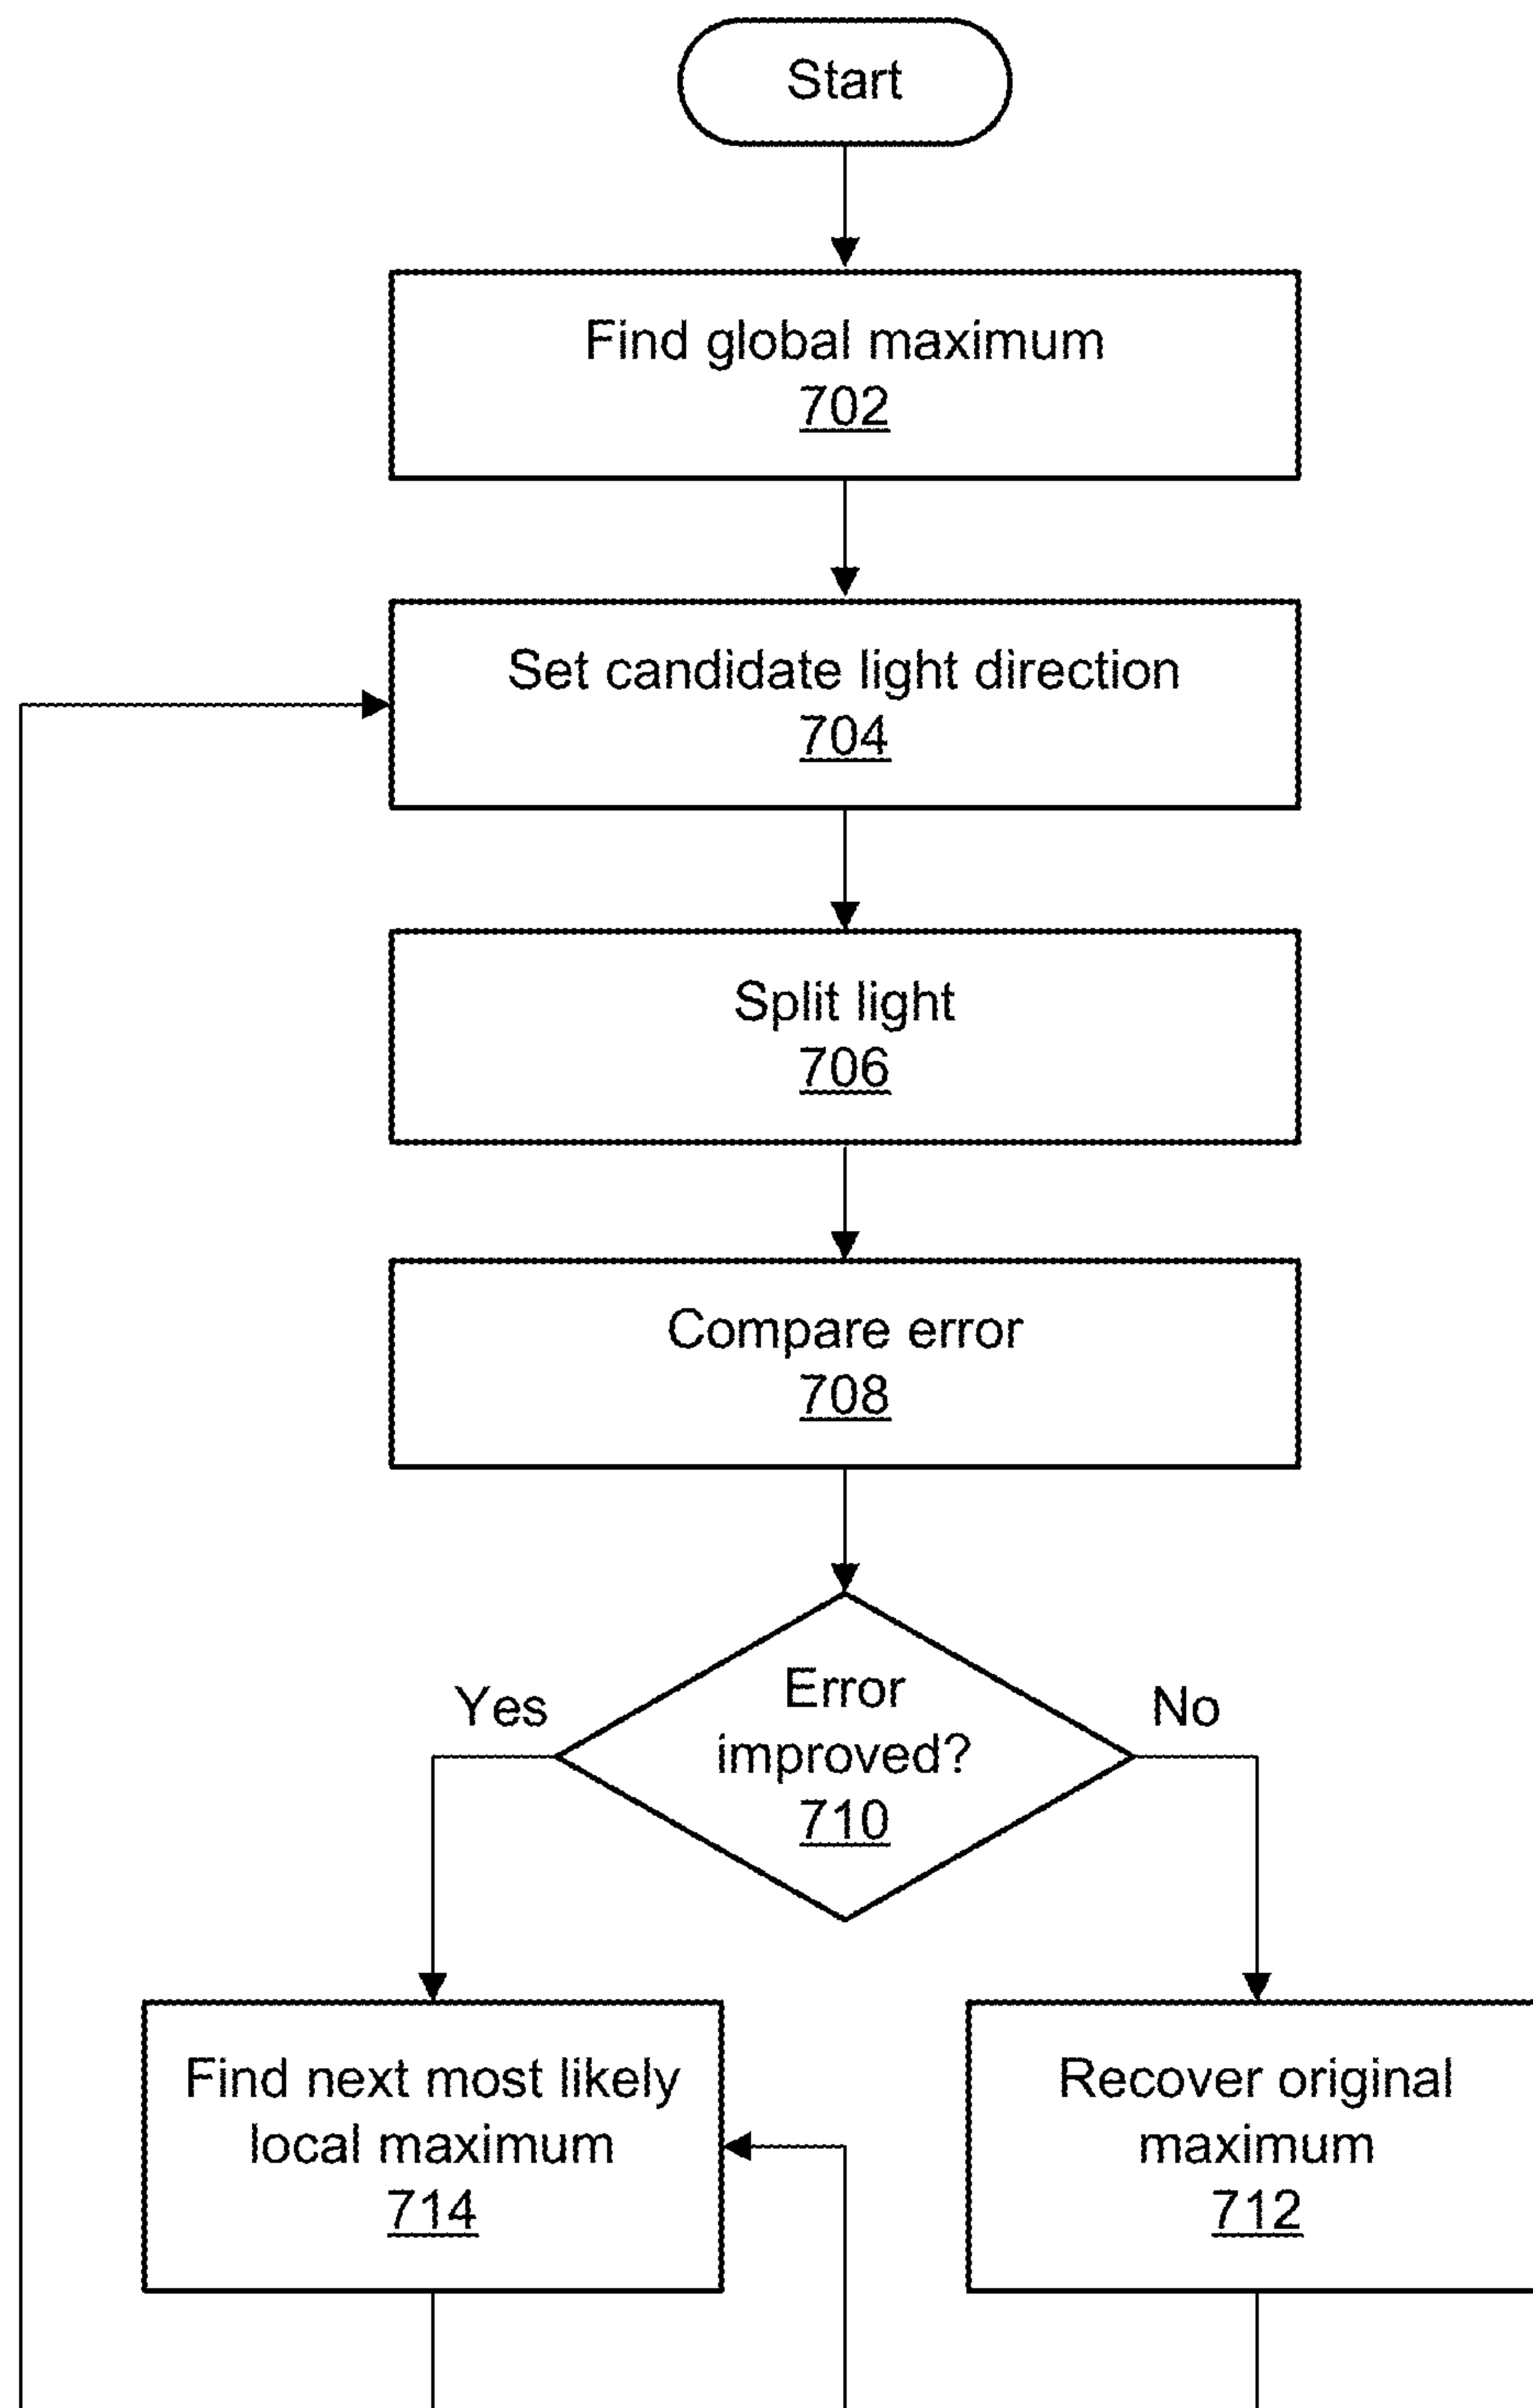 Start
Find global maximum
702
Set candidate light direction
704
Split light
706
Compare error
708
Error
improved?
710
Yes
No
Find next most likely
local maximum
714
Recover original
maximum
712